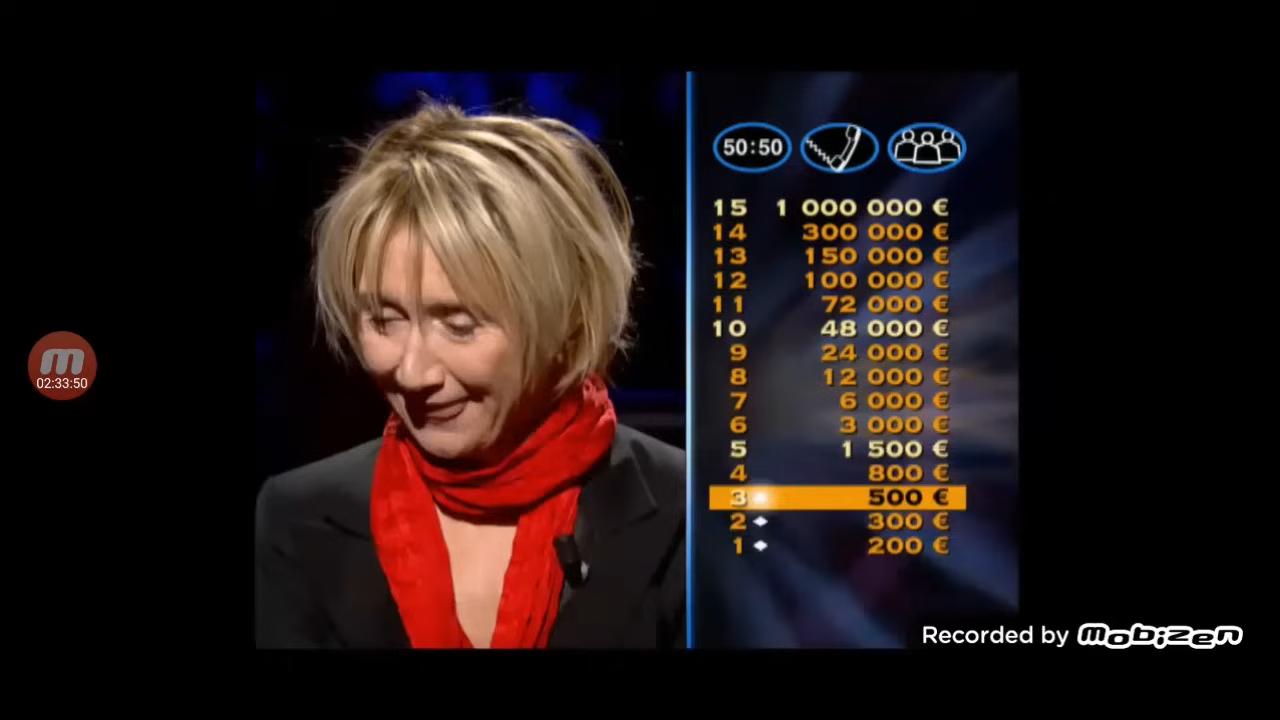 50:50
15 1 000 000 €
14 300 000 €
13 150 000 €
12 100 000 €
11 72 000 €
10 48 000 €
9 24 000 €
8 12 000 €
7 6 000 €
6 3 000 €
5 1 500 €
4 800 €
3 500 €
2 300 €
1 200 €
02:33:50
Recorded by mobizen